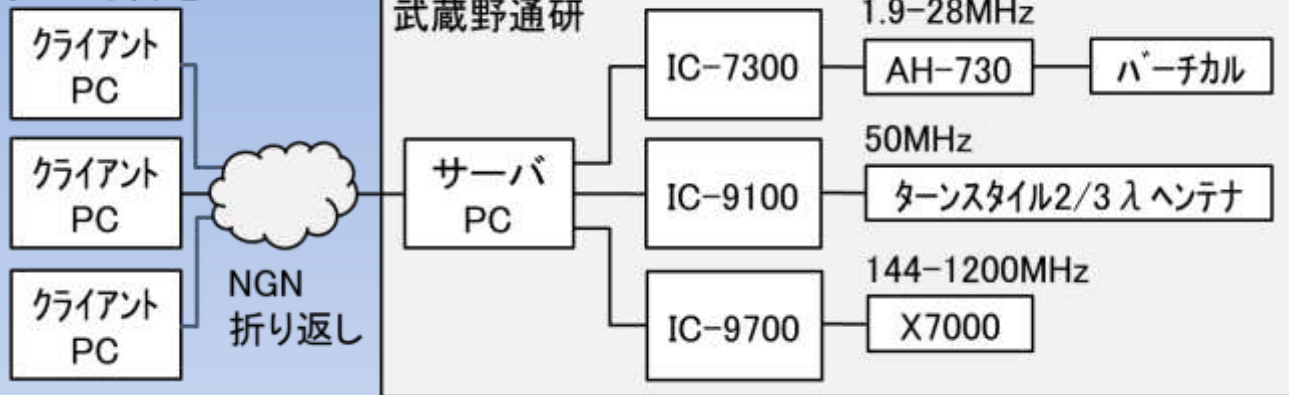 クライアント
PC
クライアント
PC
クライアント
PC
NGN
折り返し
武蔵野通研
サーバ
PC
IC-7300
IC-9100
IC-9700
1.9-28MHz
AH-730
バーチカル
50MHz
ターンスタイル2/3 λ ヘンテナ
144-1200MHz
X7000